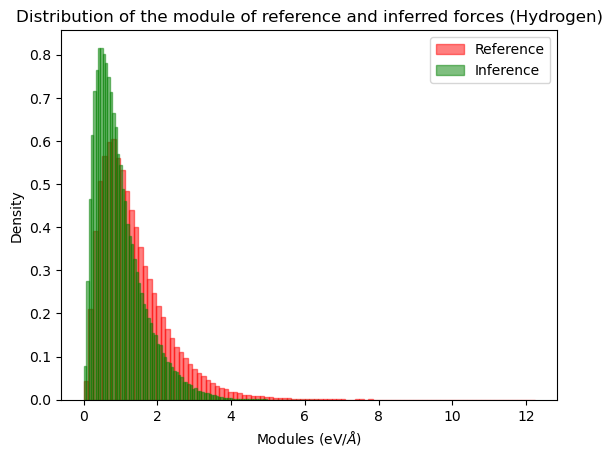 Distribution of the module of reference and inferred forces (Hydrogen)
Reference
Inference
Density
0.8
0.7
0.6
0.5
0.4
0.3
0.2
0.1
0.0
0 2 4 6 8 10 12
Modules (eV/Å)